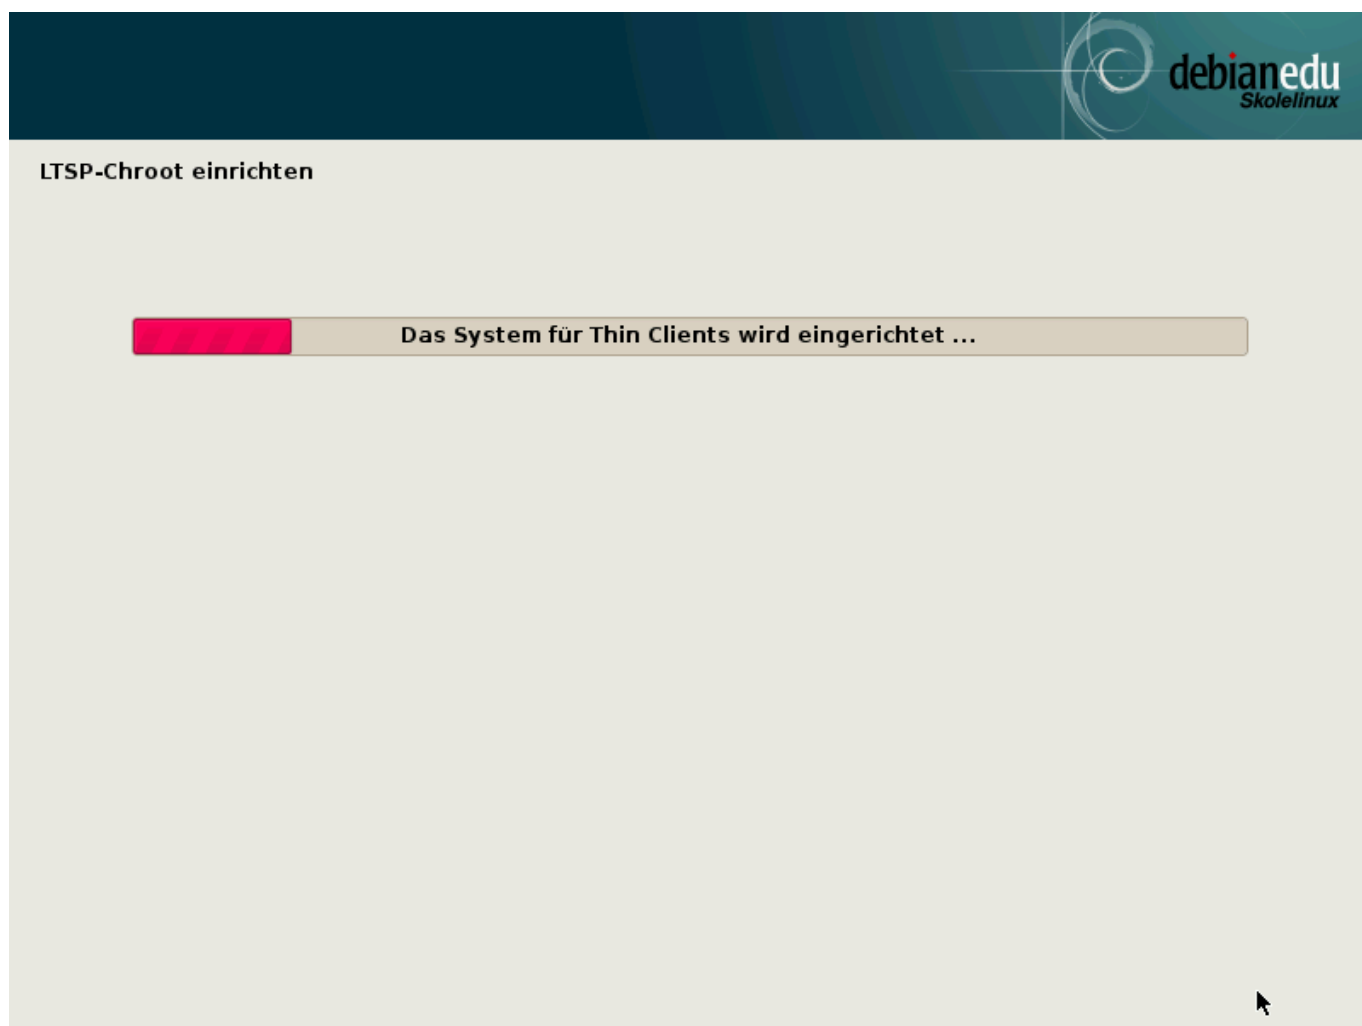 debianedu
Skolelinux
LTSP-Chroot einrichten
Das System für Thin Clients wird eingerichtet ...